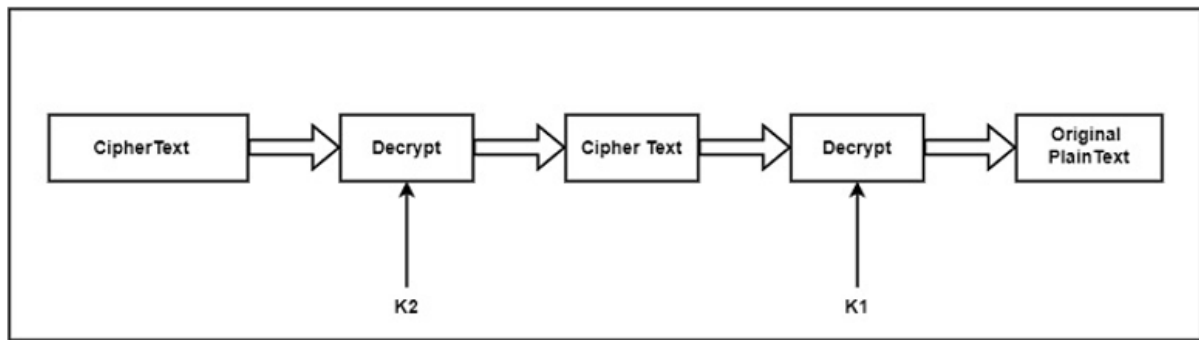 CipherText
Decrypt
Cipher Text
Decrypt
Original
PlainText
K2
K1